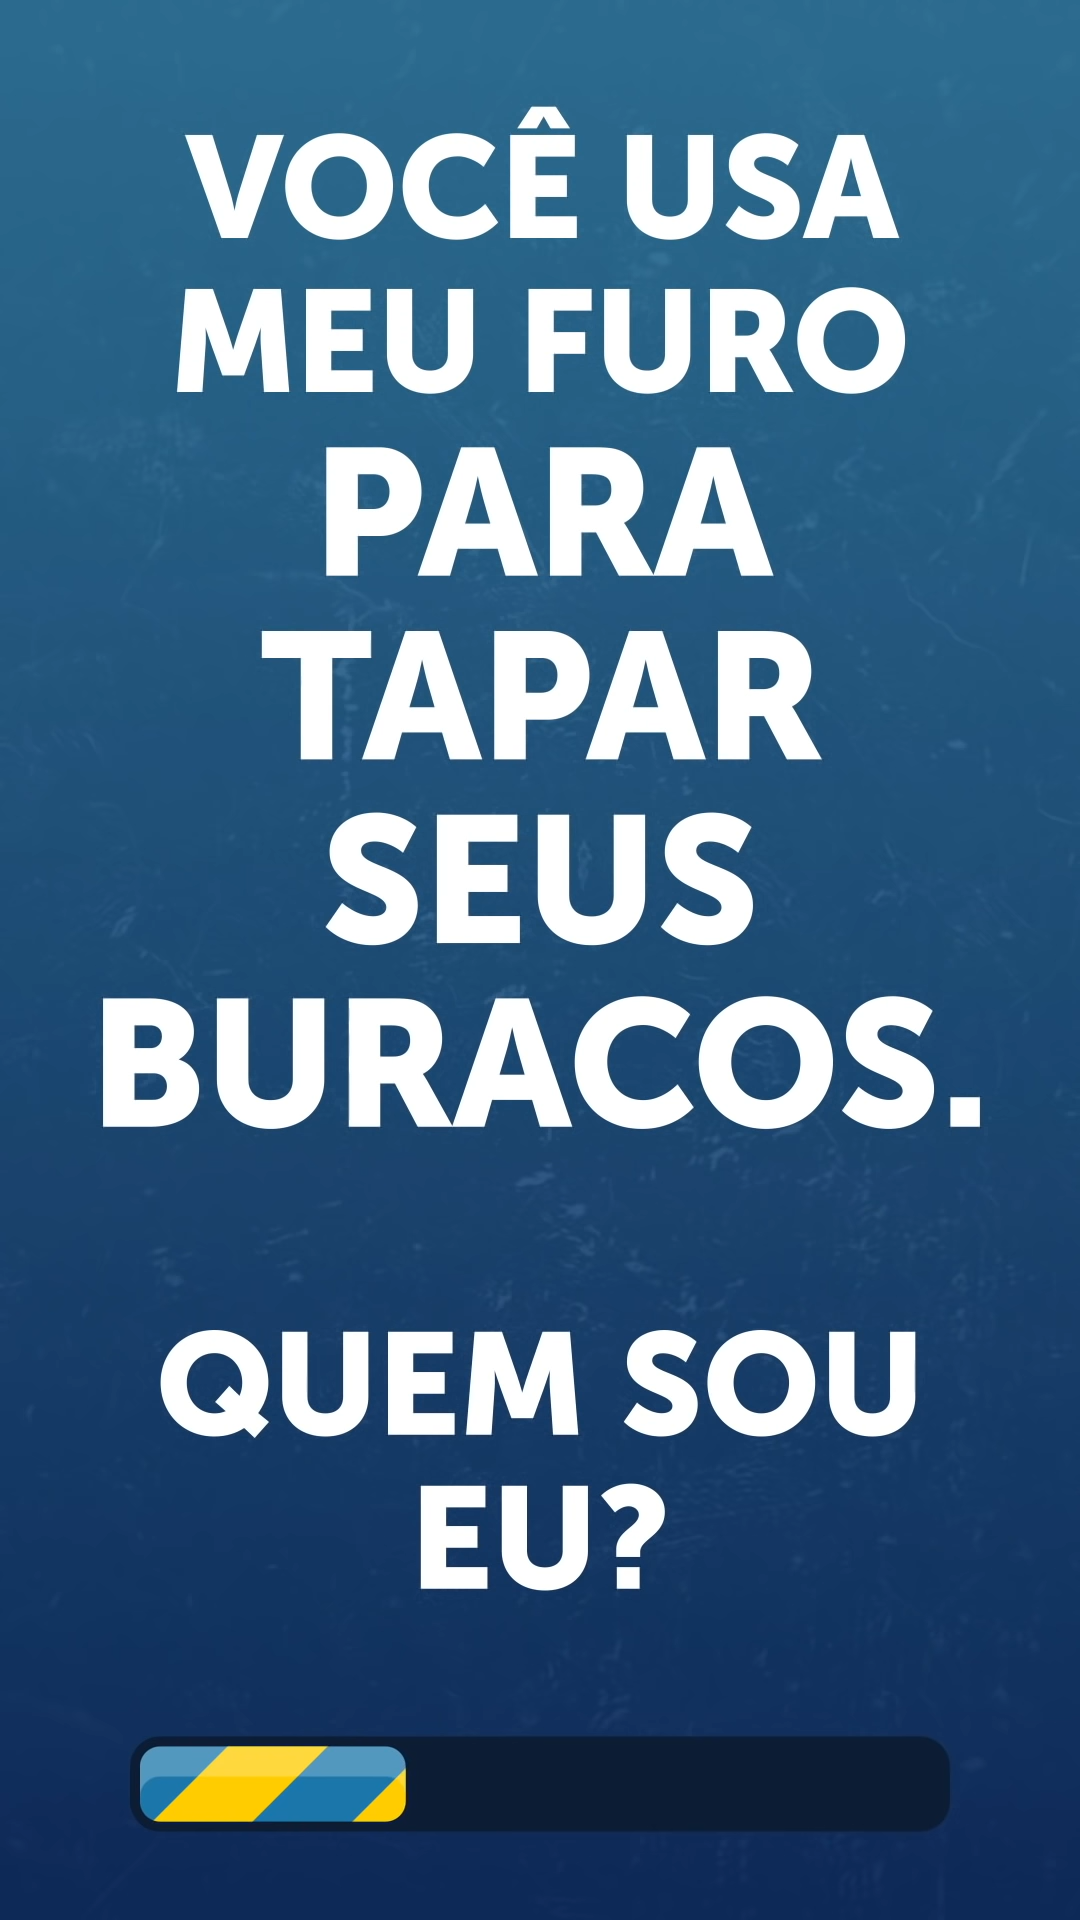 VOCÊ USA
MEU FURO
PARA
TAPAR
SEUS
BURACOS.
QUEM SOU
EU?